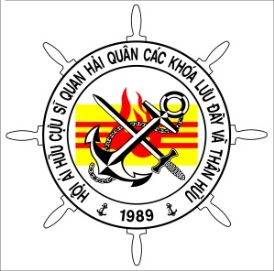 HỘI ÁI HỮU CỰU SĨ QUAN HẢI QUÂN CÁC KHÓA LƯU ĐÀY VÀ THÂN HỮU
1989